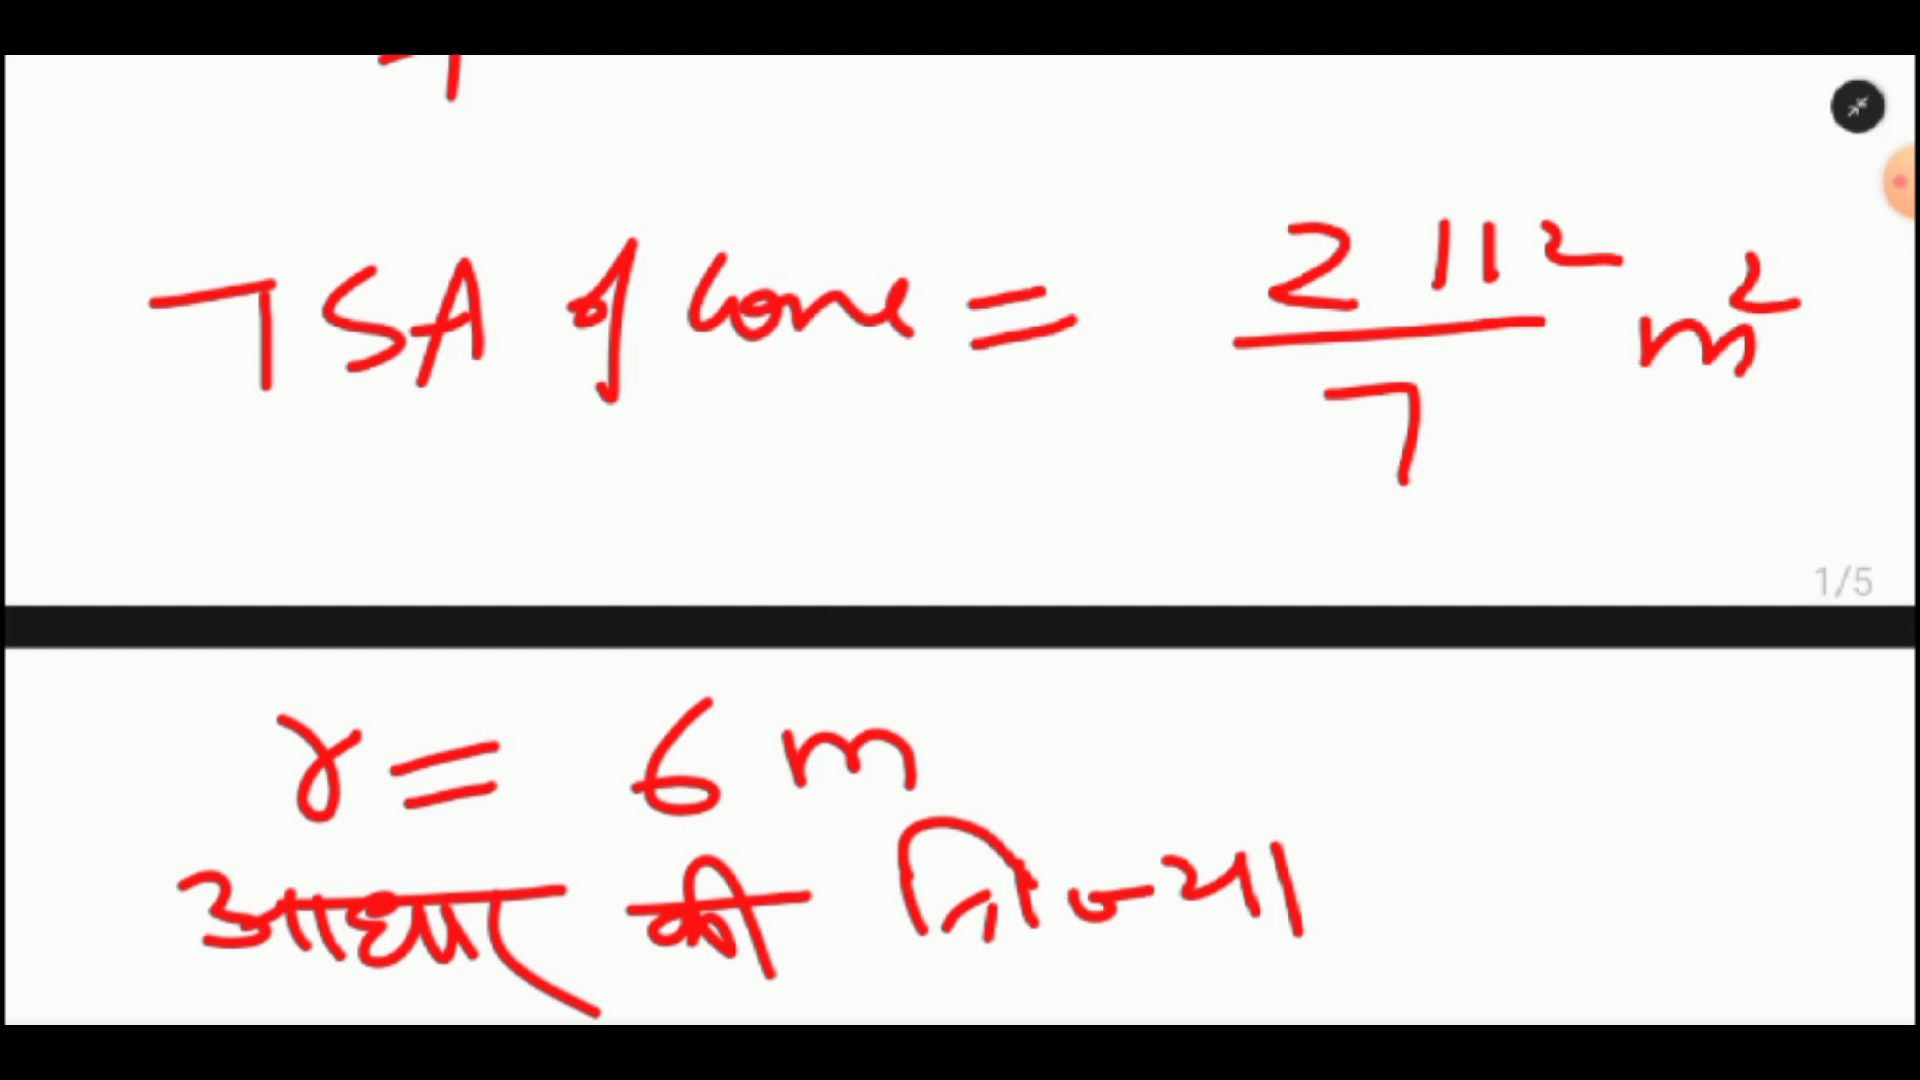 TSA of Cone = 2112/7 m²
1/5
r = 6 m
आधार की त्रिज्या